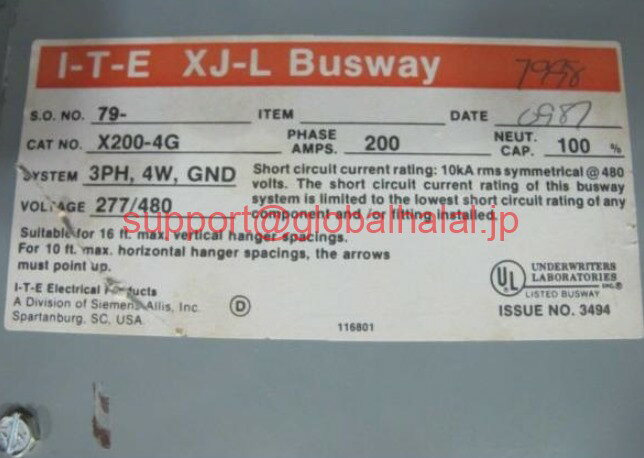 I-T-E XJ-L Busway
7998
S.O. NO. 79- ITEM DATE 0987
CAT NO. X200-4G PHASE AMPS. 200 NEUT. CAP. 100 %
SYSTEM 3PH, 4W, GND
VOLTAGE 277/480
Short circuit current rating: 10kA rms symmetrical @ 480
volts. The short circuit current rating of this busway
system is limited to the lowest short circuit rating of any
component and /or fitting installed.
support@globalhalal.jp
Suitable for 16 ft. max. vertical hanger spacings.
For 10 ft. max. horizontal hanger spacings, the arrows
must point up.
I-T-E Electrical Products
A Division of Siemens-Allis, Inc.
Spartanburg, SC, USA
D
116801
UL
UNDERWRITERS
LABORATORIES
INC.®
LISTED BUSWAY
ISSUE NO. 3494